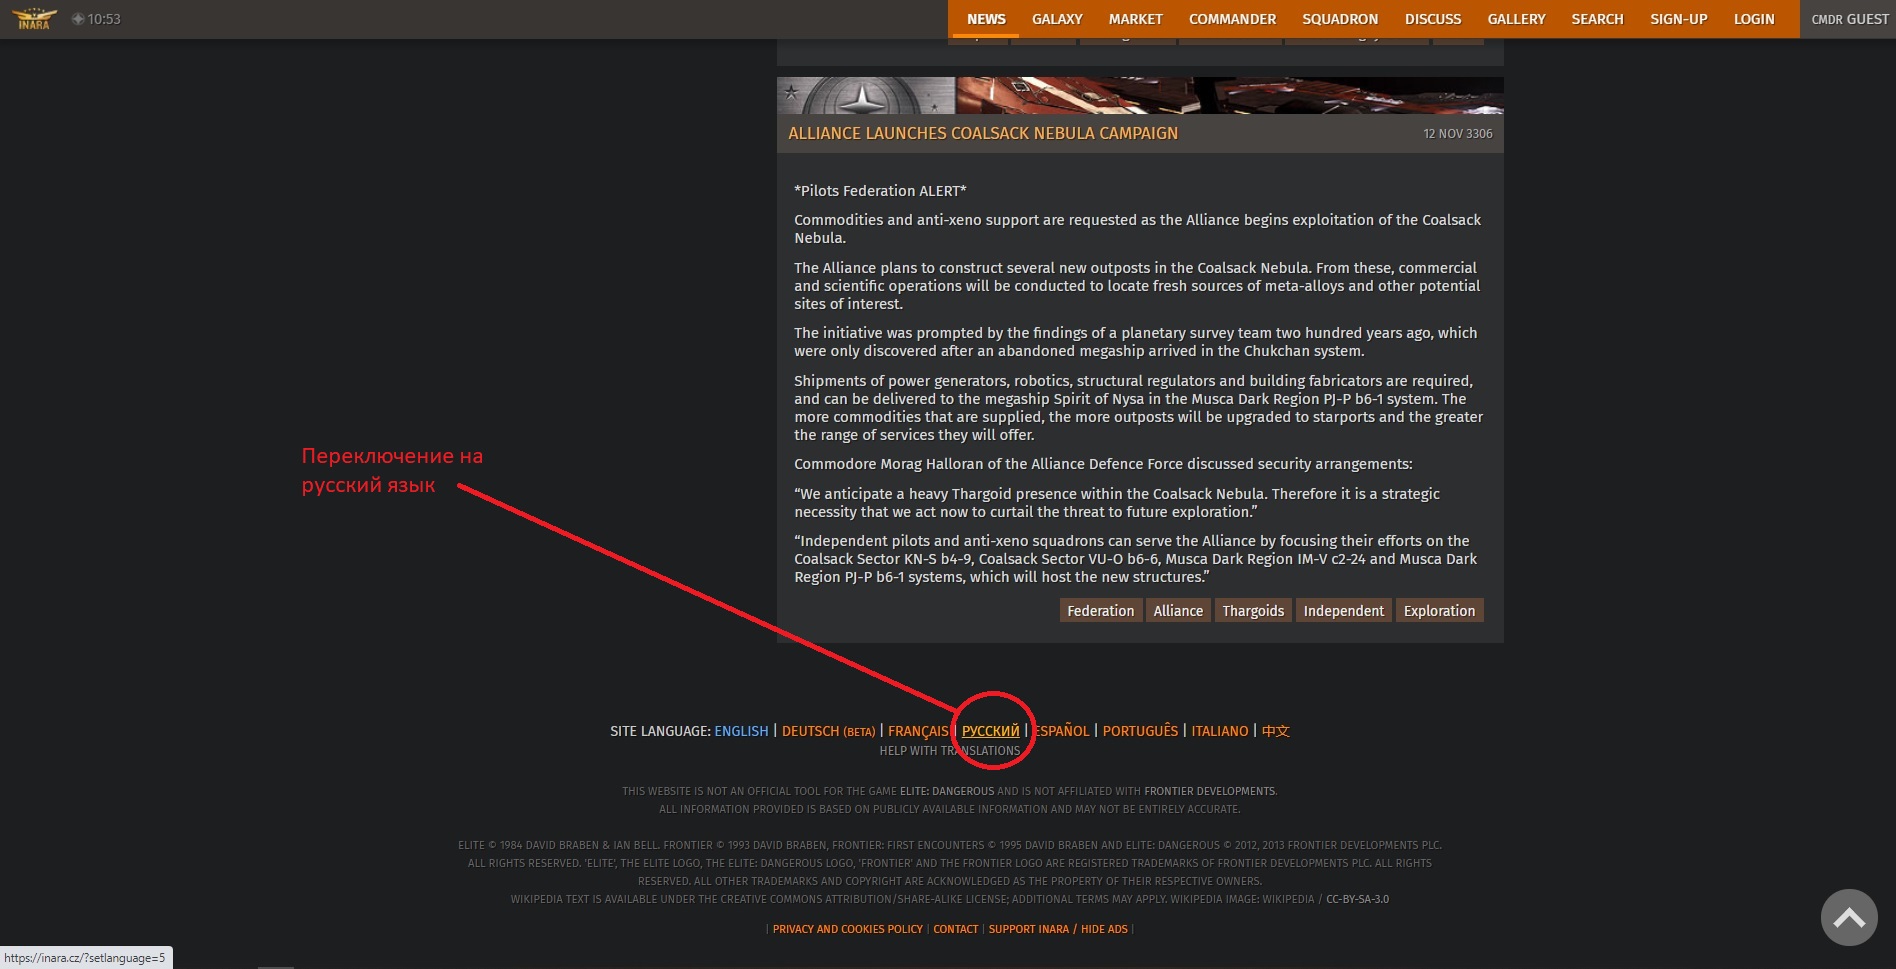 INARA
10:53
NEWS GALAXY MARKET COMMANDER SQUADRON DISCUSS GALLERY SEARCH SIGN-UP LOGIN CMDR GUEST
ALLIANCE LAUNCHES COALSACK NEBULA CAMPAIGN
12 NOV 3306
*Pilots Federation ALERT*
Commodities and anti-xeno support are requested as the Alliance begins exploitation of the Coalsack
Nebula.
The Alliance plans to construct several new outposts in the Coalsack Nebula. From these, commercial
and scientific operations will be conducted to locate fresh sources of meta-alloys and other potential
sites of interest.
The initiative was prompted by the findings of a planetary survey team two hundred years ago, which
were only discovered after an abandoned megaship arrived in the Chukchan system.
Shipments of power generators, robotics, structural regulators and building fabricators are required,
and can be delivered to the megaship Spirit of Nysa in the Musca Dark Region PJ-P b6-1 system. The
more commodities that are supplied, the more outposts will be upgraded to starports and the greater
the range of services they will offer.
Commodore Morag Halloran of the Alliance Defence Force discussed security arrangements:
“We anticipate a heavy Thargoid presence within the Coalsack Nebula. Therefore it is a strategic
necessity that we act now to curtail the threat to future exploration.”
“Independent pilots and anti-xeno squadrons can serve the Alliance by focusing their efforts on the
Coalsack Sector KN-S b4-9, Coalsack Sector VU-O b6-6, Musca Dark Region IM-V c2-24 and Musca Dark
Region PJ-P b6-1 systems, which will host the new structures.”
Federation Alliance Thargoids Independent Exploration
Переключение на
русский язык
SITE LANGUAGE: ENGLISH | DEUTSCH (BETA) | FRANÇAIS | РУССКИЙ | ESPAÑOL | PORTUGUÊS | ITALIANO | 中文
HELP WITH TRANSLATIONS
THIS WEBSITE IS NOT AN OFFICIAL TOOL FOR THE GAME ELITE: DANGEROUS AND IS NOT AFFILIATED WITH FRONTIER DEVELOPMENTS.
ALL INFORMATION PROVIDED IS BASED ON PUBLICLY AVAILABLE INFORMATION AND MAY NOT BE ENTIRELY ACCURATE.
ELITE © 1984 DAVID BRABEN & IAN BELL. FRONTIER © 1993 DAVID BRABEN, FRONTIER: FIRST ENCOUNTERS © 1995 DAVID BRABEN AND ELITE: DANGEROUS © 2012, 2013 FRONTIER DEVELOPMENTS PLC.
ALL RIGHTS RESERVED. 'ELITE', THE ELITE LOGO, THE ELITE: DANGEROUS LOGO, 'FRONTIER' AND THE FRONTIER LOGO ARE REGISTERED TRADEMARKS OF FRONTIER DEVELOPMENTS PLC. ALL RIGHTS
RESERVED. ALL OTHER TRADEMARKS AND COPYRIGHT ARE ACKNOWLEDGED AS THE PROPERTY OF THEIR RESPECTIVE OWNERS.
WIKIPEDIA TEXT IS AVAILABLE UNDER THE CREATIVE COMMONS ATTRIBUTION/SHARE-ALIKE LICENSE; ADDITIONAL TERMS MAY APPLY. WIKIPEDIA IMAGE: WIKIPEDIA / CC-BY-SA-3.0
| PRIVACY AND COOKIES POLICY | CONTACT | SUPPORT INARA / HIDE ADS |
https://inara.cz/?setlanguage=5